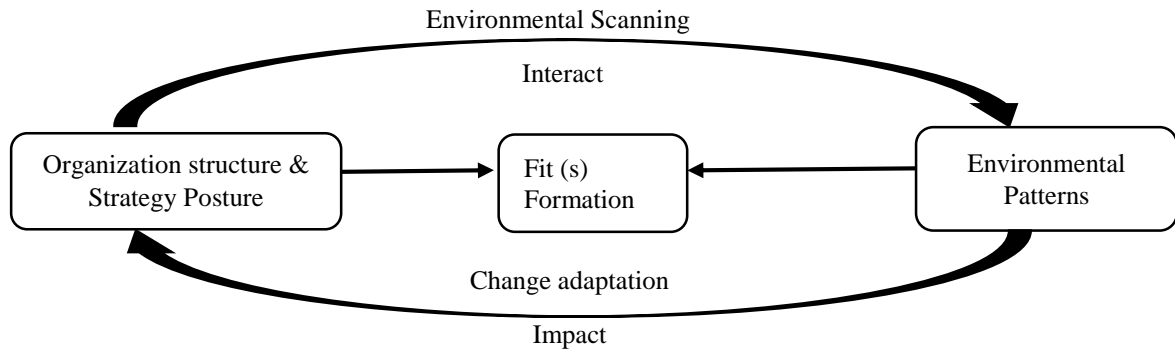 Environmental Scanning
Interact
Organization structure &
Strategy Posture
Fit (s)
Formation
Environmental
Patterns
Change adaptation
Impact